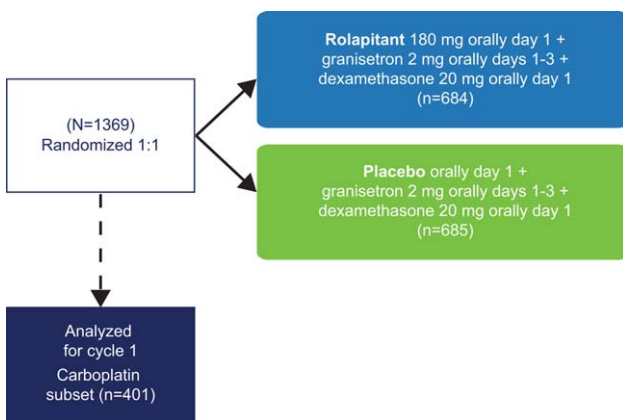 (N=1369)
Randomized 1:1
Rolapitant 180 mg orally day 1 +
granisetron 2 mg orally days 1-3 +
dexamethasone 20 mg orally day 1
(n=684)
Placebo orally day 1 +
granisetron 2 mg orally days 1-3 +
dexamethasone 20 mg orally day 1
(n=685)
Analyzed
for cycle 1
Carboplatin
subset (n=401)